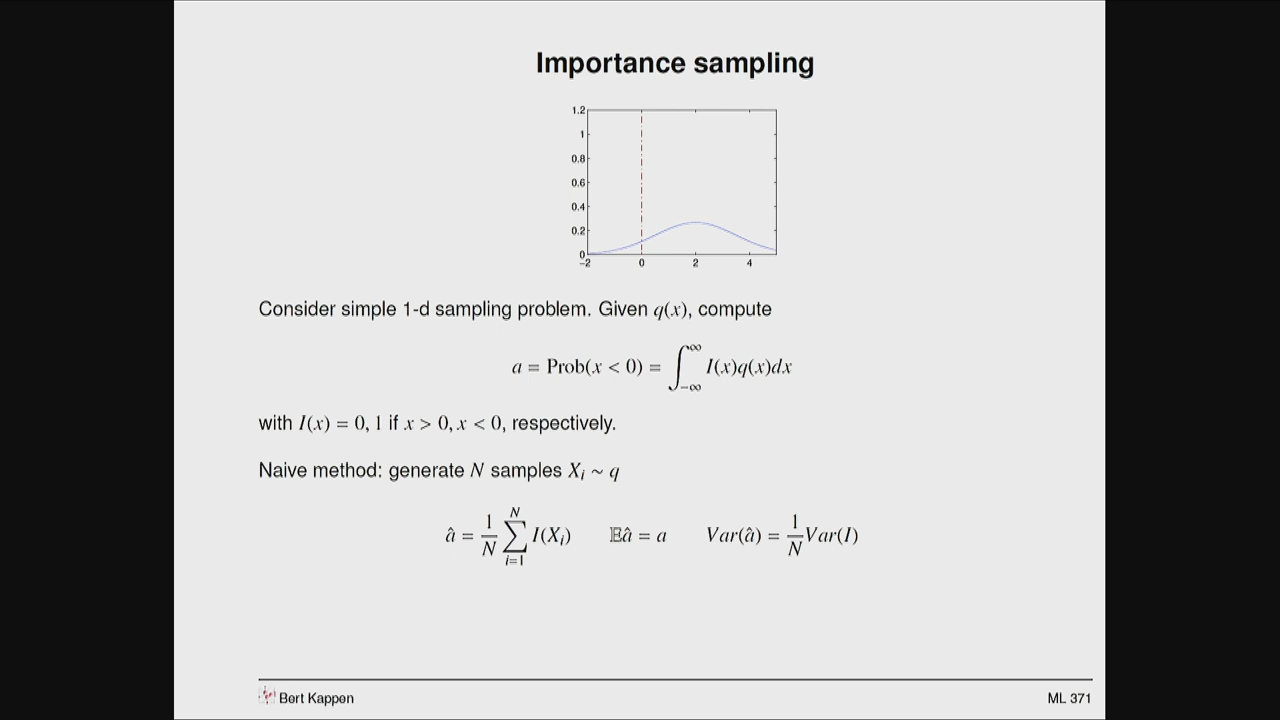 Importance sampling
1.2
1
0.8
0.6
0.4
0.2
0
−2 0 2 4
Consider simple 1-d sampling problem. Given q(x), compute
a = Prob(x < 0) = ∫_{−∞}^{∞} I(x)q(x)dx
with I(x) = 0, 1 if x > 0, x < 0, respectively.
Naive method: generate N samples X_i ~ q
â = \frac{1}{N} ∑_{i=1}^{N} I(X_i) 𝔼â = a Var(â) = \frac{1}{N} Var(I)
Bert Kappen ML 371